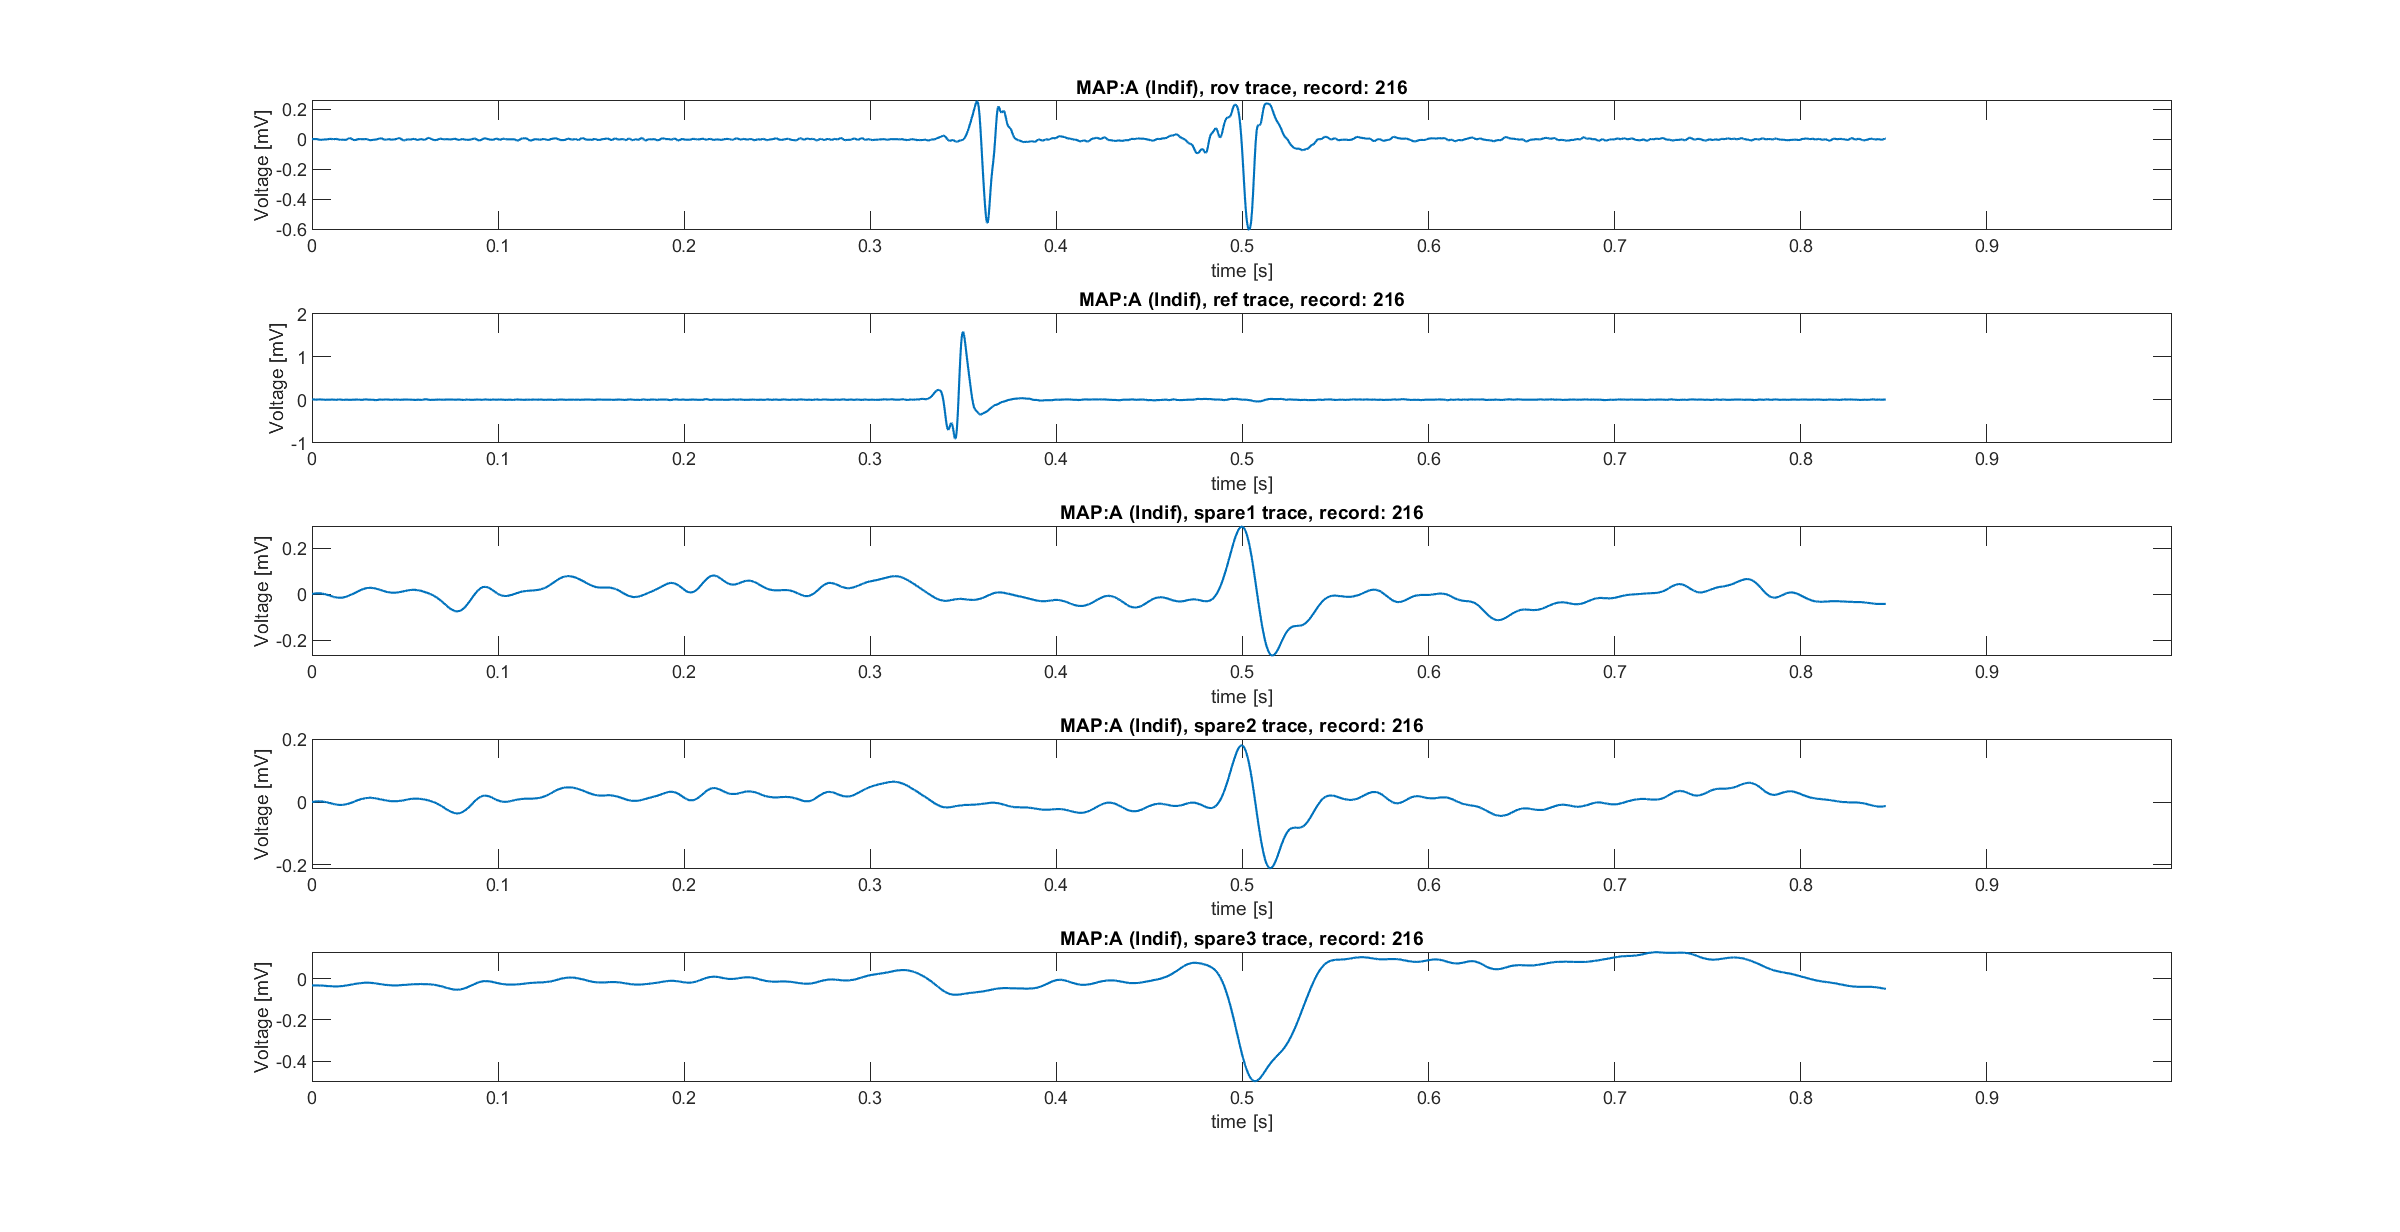 MAP:A (Indif), rov trace, record: 216
Voltage [mV]
0.2
0
-0.2
-0.4
-0.6
0 0.1 0.2 0.3 0.4 0.5 0.6 0.7 0.8 0.9
time [s]
MAP:A (Indif), ref trace, record: 216
Voltage [mV]
2
1
0
-1
0 0.1 0.2 0.3 0.4 0.5 0.6 0.7 0.8 0.9
time [s]
MAP:A (Indif), spare1 trace, record: 216
Voltage [mV]
0.2
0
-0.2
0 0.1 0.2 0.3 0.4 0.5 0.6 0.7 0.8 0.9
time [s]
MAP:A (Indif), spare2 trace, record: 216
Voltage [mV]
0.2
0
-0.2
0 0.1 0.2 0.3 0.4 0.5 0.6 0.7 0.8 0.9
time [s]
MAP:A (Indif), spare3 trace, record: 216
Voltage [mV]
0
-0.2
-0.4
0 0.1 0.2 0.3 0.4 0.5 0.6 0.7 0.8 0.9
time [s]